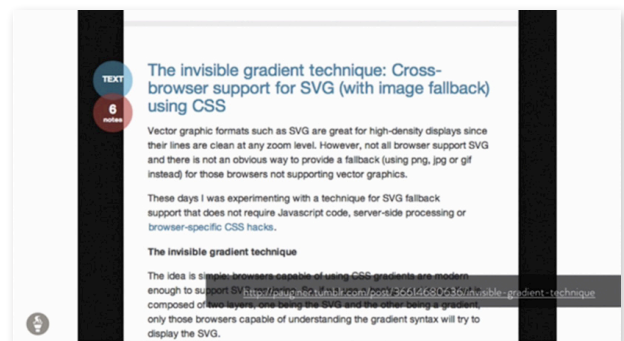 TEXT
6
notes
The invisible gradient technique: Cross-
browser support for SVG (with image fallback)
using CSS
Vector graphic formats such as SVG are great for high-density displays since
their lines are clean at any zoom level. However, not all browser support SVG
and there is not an obvious way to provide a fallback (using png, jpg or gif
instead) for those browsers not supporting vector graphics.
These days I was experimenting with a technique for SVG fallback
support that does not require Javascript code, server-side processing or
browser-specific CSS hacks.
The invisible gradient technique
The idea is simple: browsers capable of using CSS gradients are modern
enough to support SVG
composed of two layers, one being the SVG and the other being a gradient,
only those browsers capable of understanding the gradient syntax will try to
display the SVG.